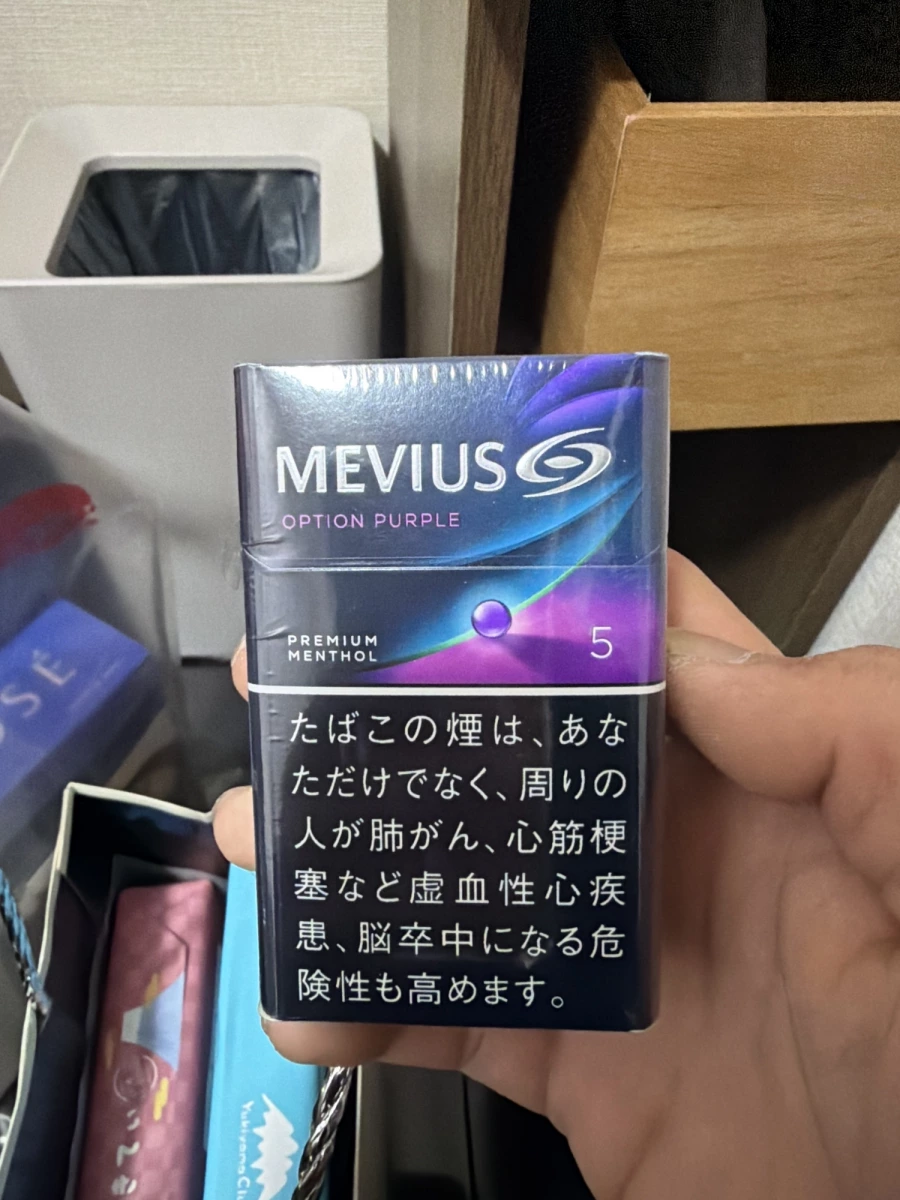 MEVIUS
OPTION PURPLE
PREMIUM
MENTHOL
5
たばこの煙は、あな
ただけでなく、周りの
人が肺がん、心筋梗
塞など虚血性心疾
患、脳卒中になる危
険性も高めます。